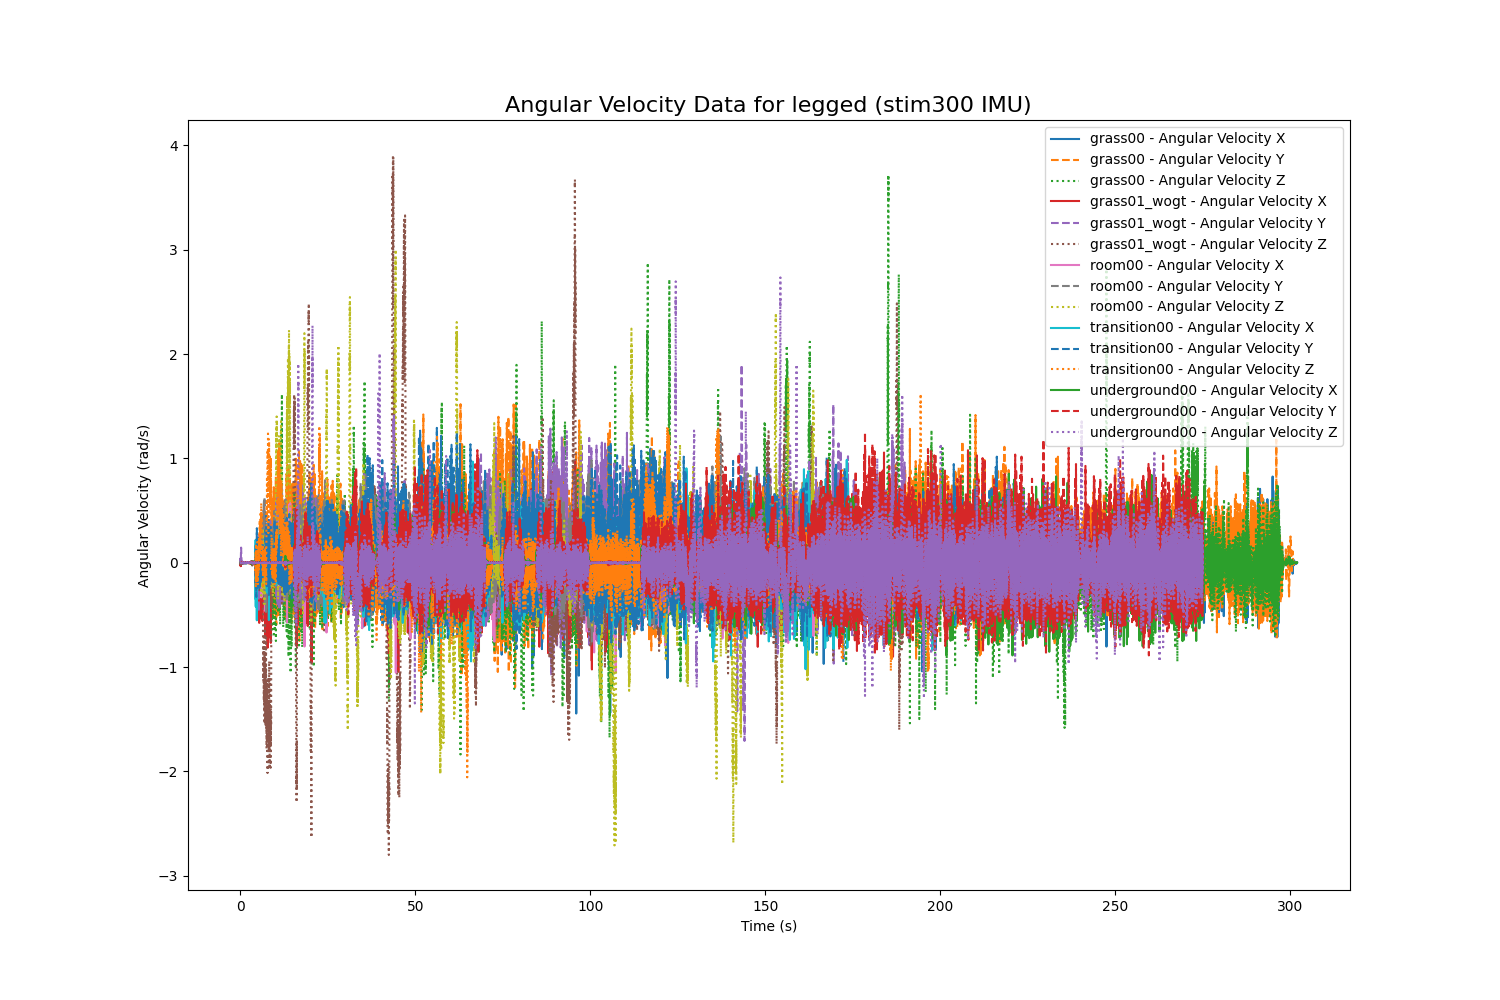 Angular Velocity Data for legged (stim300 IMU)
grass00 - Angular Velocity X
grass00 - Angular Velocity Y
grass00 - Angular Velocity Z
grass01_wogt - Angular Velocity X
grass01_wogt - Angular Velocity Y
grass01_wogt - Angular Velocity Z
room00 - Angular Velocity X
room00 - Angular Velocity Y
room00 - Angular Velocity Z
transition00 - Angular Velocity X
transition00 - Angular Velocity Y
transition00 - Angular Velocity Z
underground00 - Angular Velocity X
underground00 - Angular Velocity Y
underground00 - Angular Velocity Z
Angular Velocity (rad/s)
4
3
2
1
0
−1
−2
−3
0 50 100 150 200 250 300
Time (s)